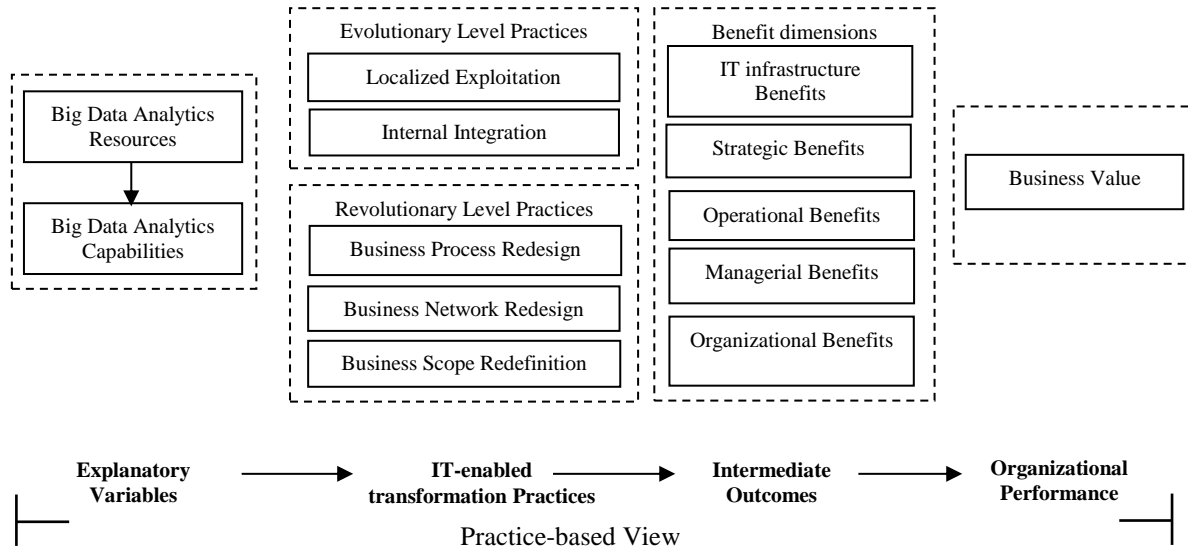 Big Data Analytics
Resources
Big Data Analytics
Capabilities
Evolutionary Level Practices
Localized Exploitation
Internal Integration
Revolutionary Level Practices
Business Process Redesign
Business Network Redesign
Business Scope Redefinition
Benefit dimensions
IT infrastructure
Benefits
Strategic Benefits
Operational Benefits
Managerial Benefits
Organizational Benefits
Business Value
Explanatory
Variables
IT-enabled
transformation Practices
Intermediate
Outcomes
Organizational
Performance
Practice-based View